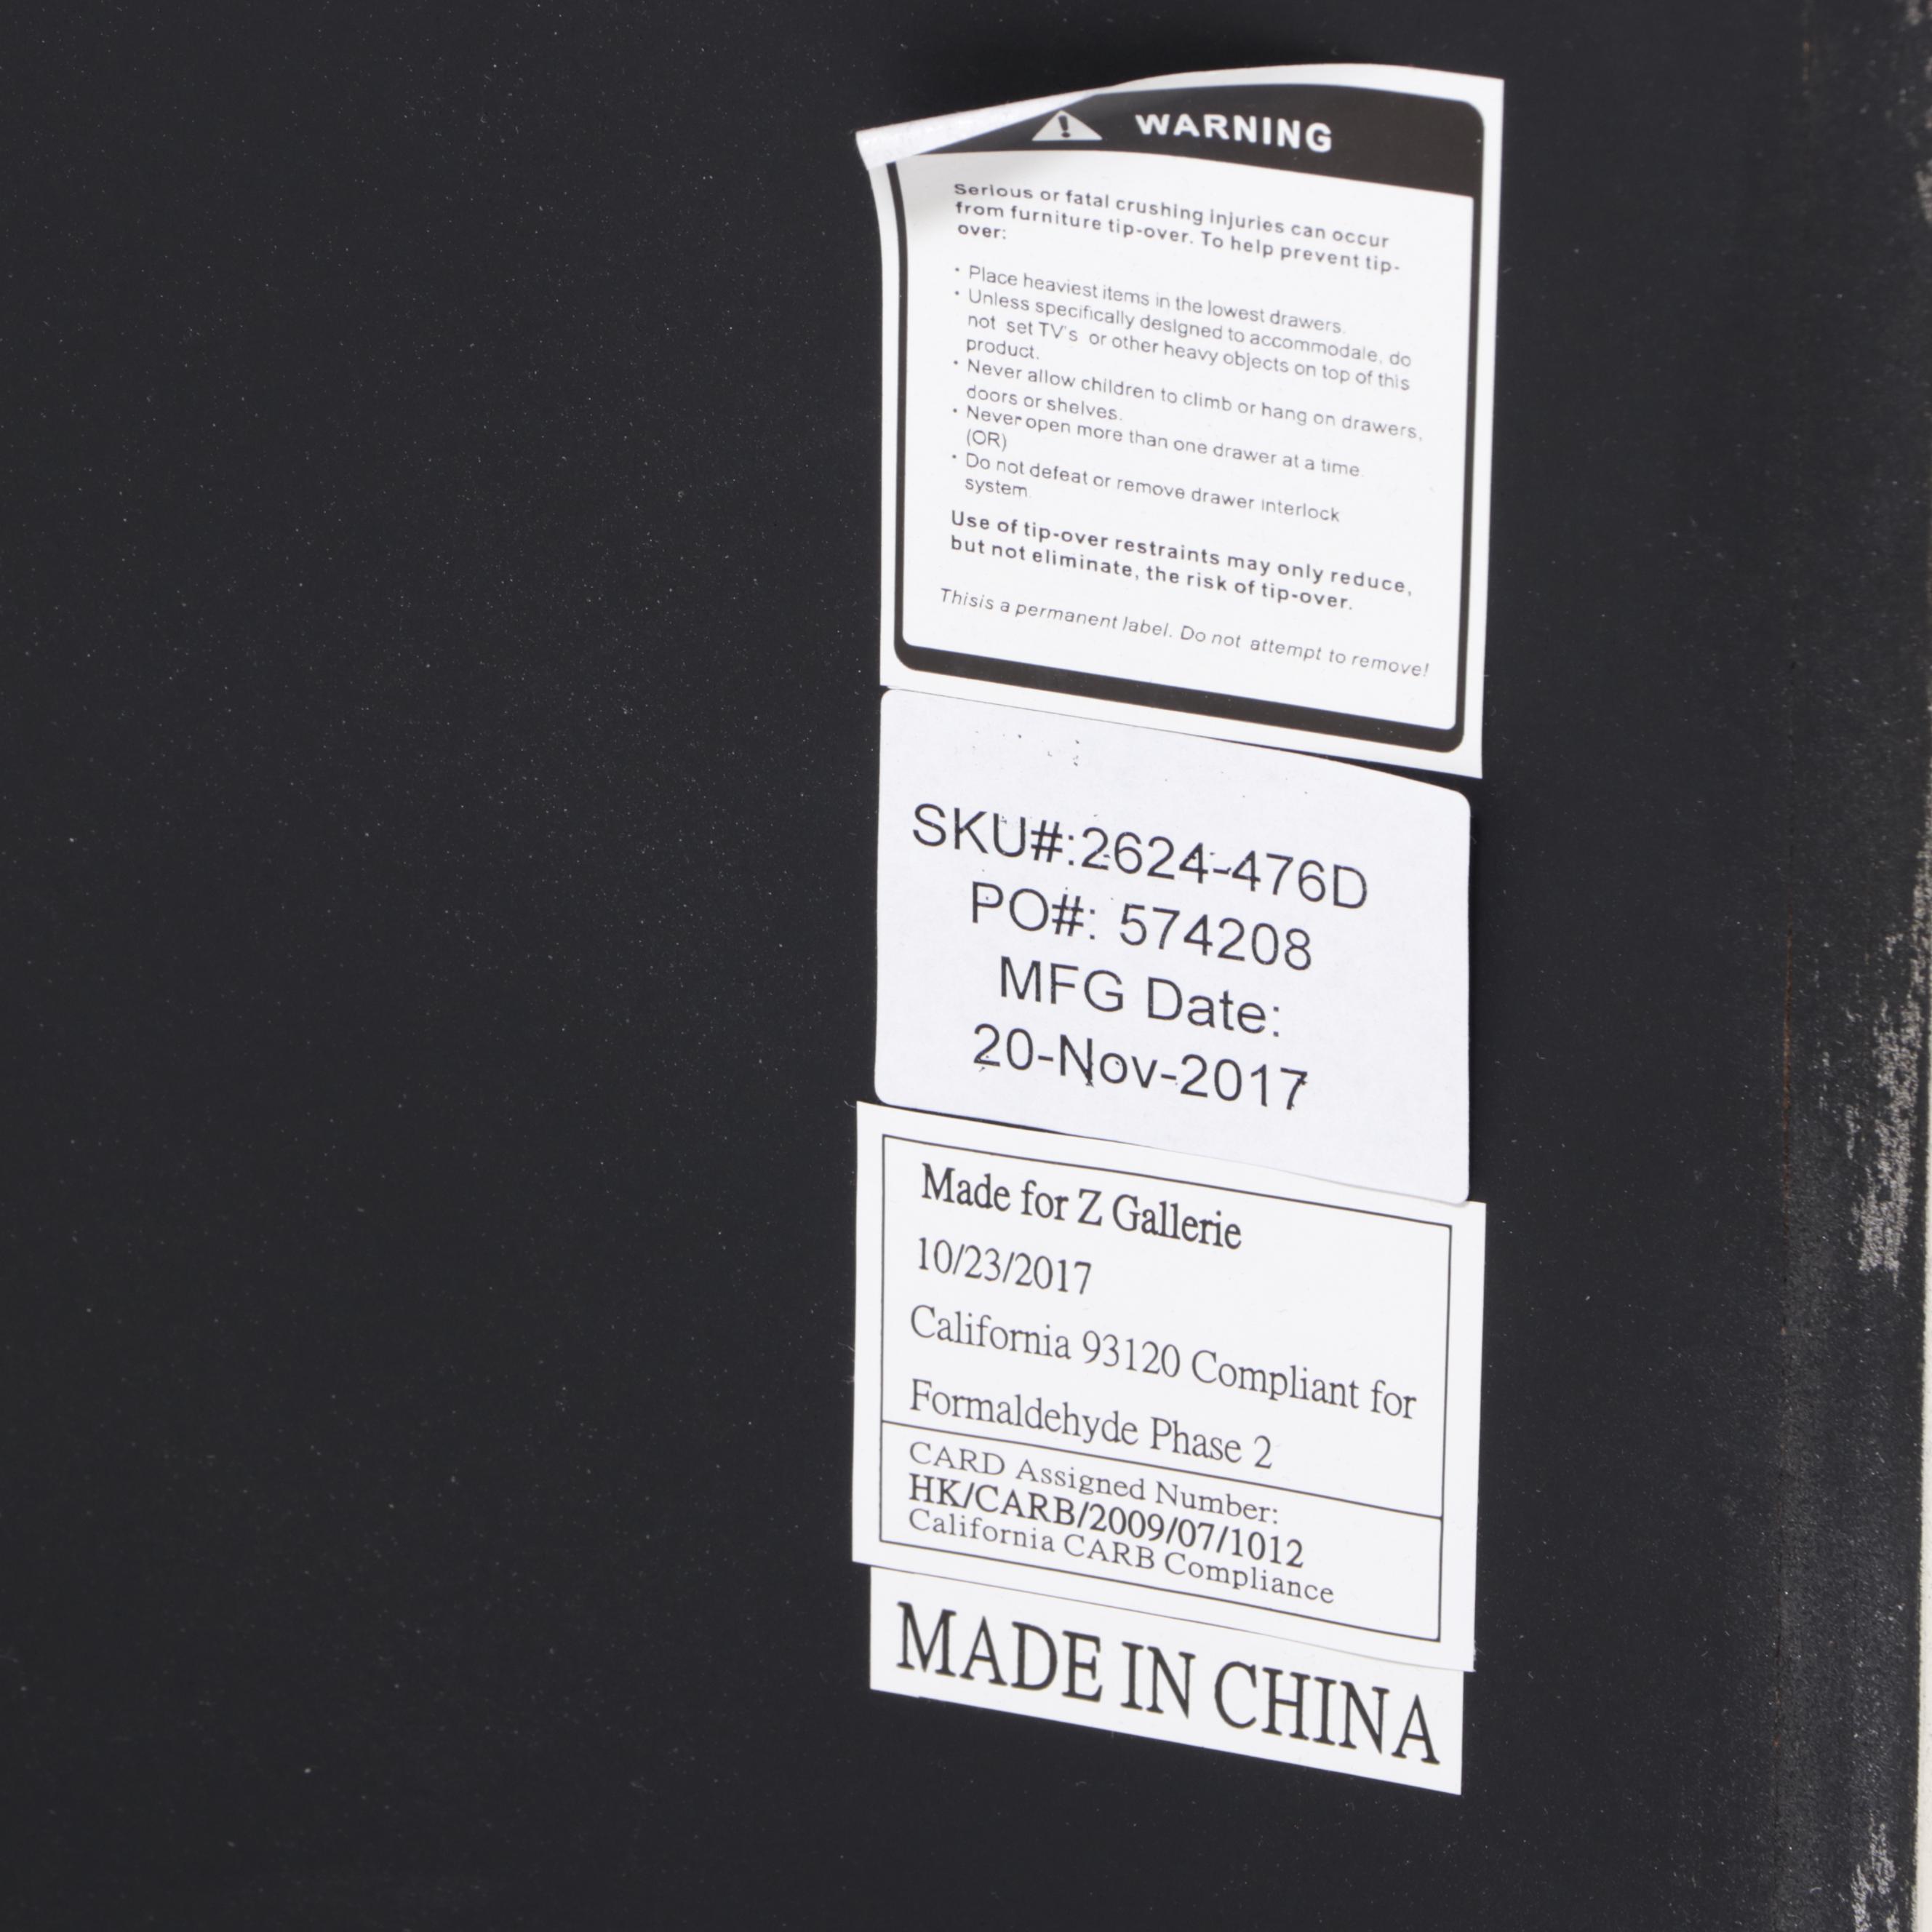 WARNING
Serious or fatal crushing injuries can occur
from furniture tip-over. To help prevent tip-
over:
• Place heaviest items in the lowest drawers.
• Unless specifically designed to accommodale, do
not set TV's or other heavy objects on top of this
product.
• Never allow children to climb or hang on drawers,
doors or shelves.
• Never open more than one drawer at a time.
(OR)
• Do not defeat or remove drawer interlock
system.
Use of tip-over restraints may only reduce,
but not eliminate, the risk of tip-over.
Thisis a permanent label. Do not attempt to remove!
SKU#:2624-476D
PO#: 574208
MFG Date:
20-Nov-2017
Made for Z Gallerie
10/23/2017
California 93120 Compliant for
Formaldehyde Phase 2
CARD Assigned Number:
HK/CARB/2009/07/1012
California CARB Compliance
MADE IN CHINA